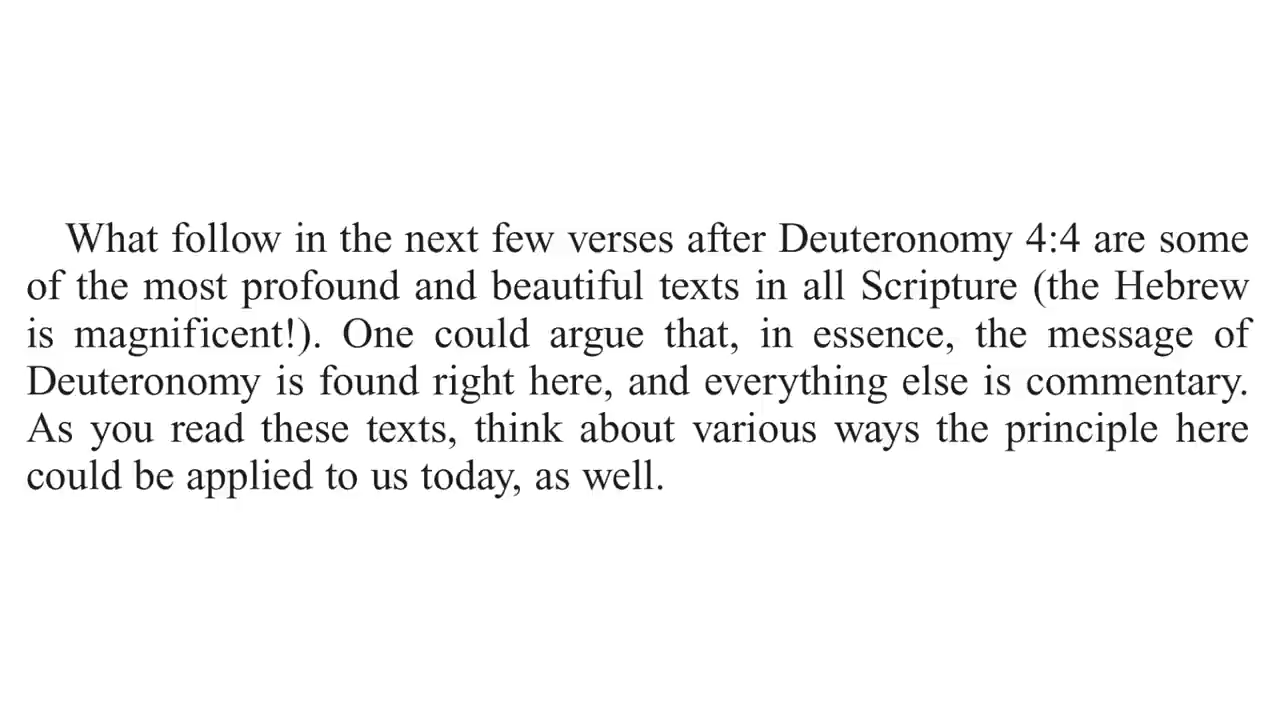 What follow in the next few verses after Deuteronomy 4:4 are some
of the most profound and beautiful texts in all Scripture (the Hebrew
is magnificent!). One could argue that, in essence, the message of
Deuteronomy is found right here, and everything else is commentary.
As you read these texts, think about various ways the principle here
could be applied to us today, as well.